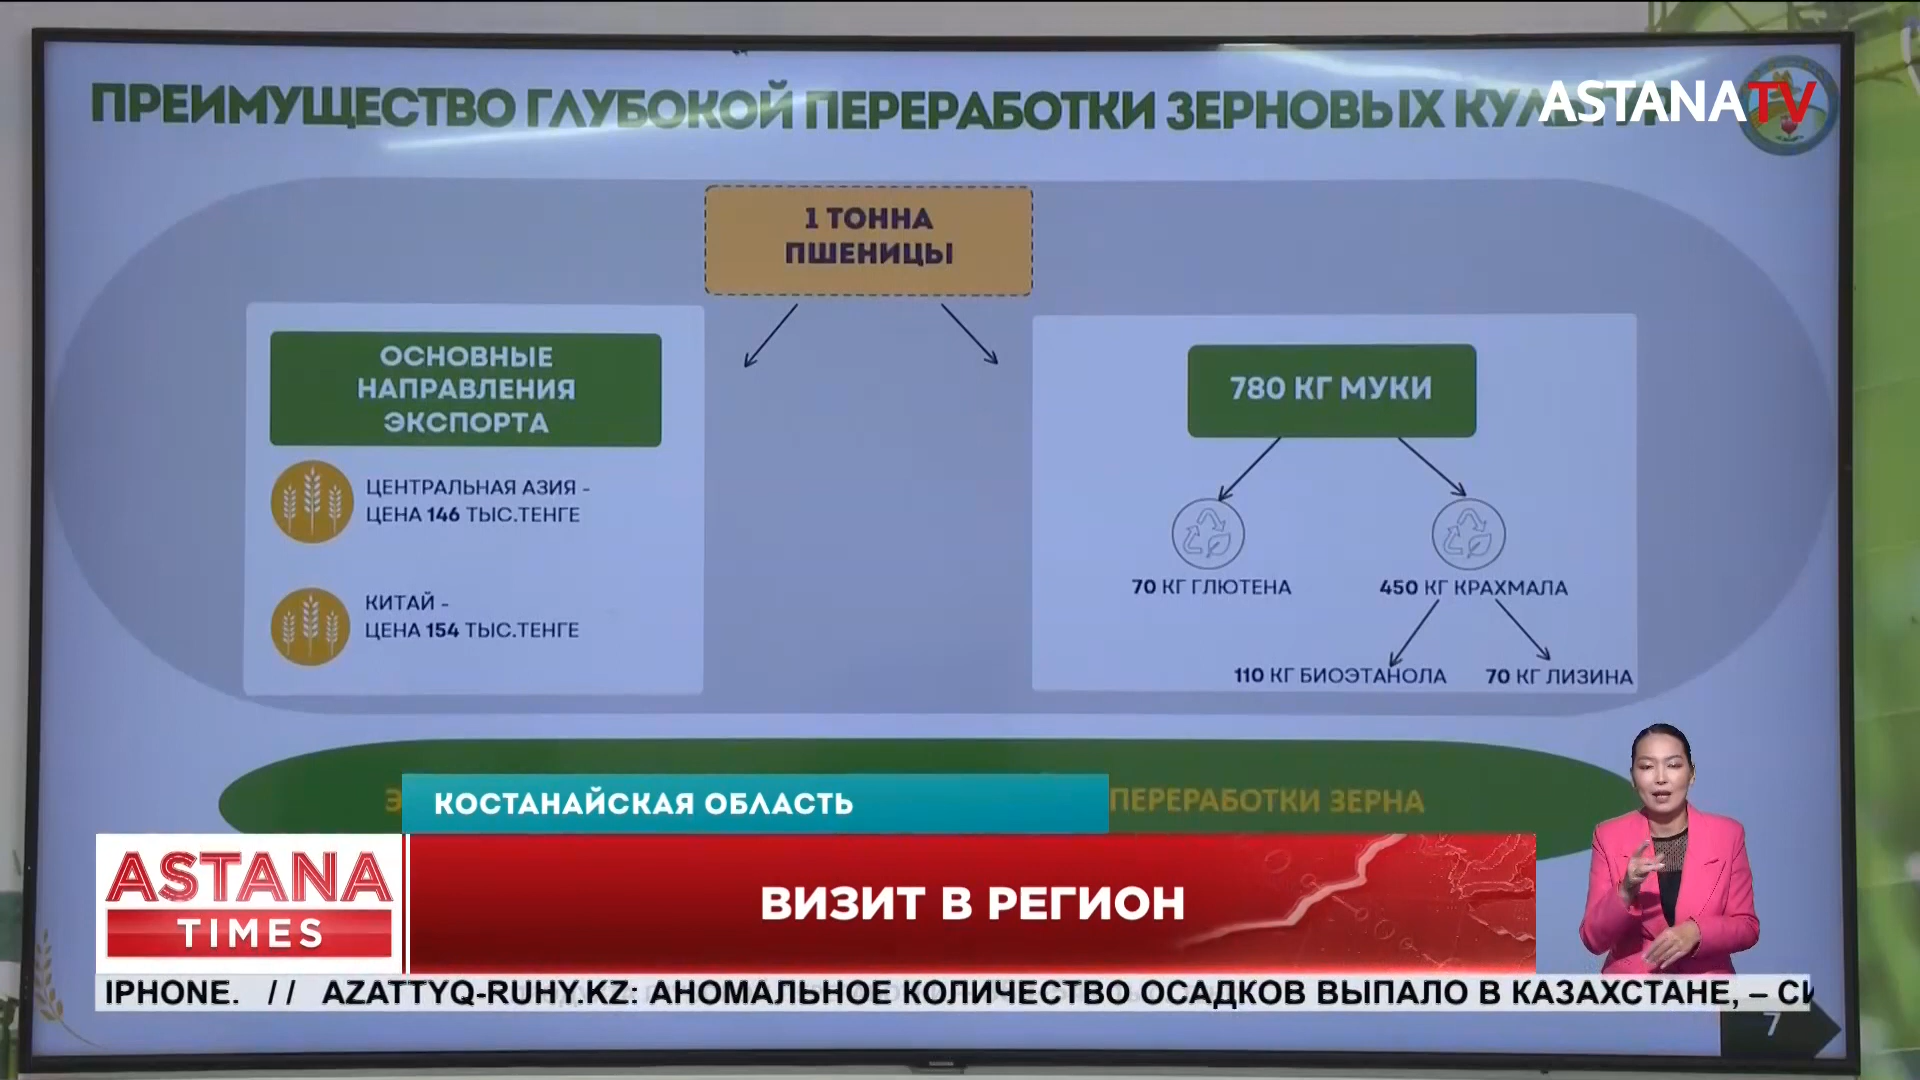 ПРЕИМУЩЕСТВО ГЛУБОКОЙ ПЕРЕРАБОТКИ ЗЕРНОВЫХ
ASTANATV
1 ТОННА
ПШЕНИЦЫ
ОСНОВНЫЕ
НАПРАВЛЕНИЯ
ЭКСПОРТА
ЦЕНТРАЛЬНАЯ АЗИЯ -
ЦЕНА 146 ТЫС.ТЕНГЕ
КИТАЙ -
ЦЕНА 154 ТЫС.ТЕНГЕ
780 КГ МУКИ
70 КГ ГЛЮТЕНА
450 КГ КРАХМАЛА
110 КГ БИОЭТАНОЛА
70 КГ ЛИЗИНА
ПЕРЕРАБОТКИ ЗЕРНА
КОСТАНАЙСКАЯ ОБЛАСТЬ
ASTANA
TIMES
ВИЗИТ В РЕГИОН
IPHONE. // AZATTYQ-RUHY.KZ: АНОМАЛЬНОЕ КОЛИЧЕСТВО ОСАДКОВ ВЫПАЛО В КАЗАХСТАНЕ, – СИ
7